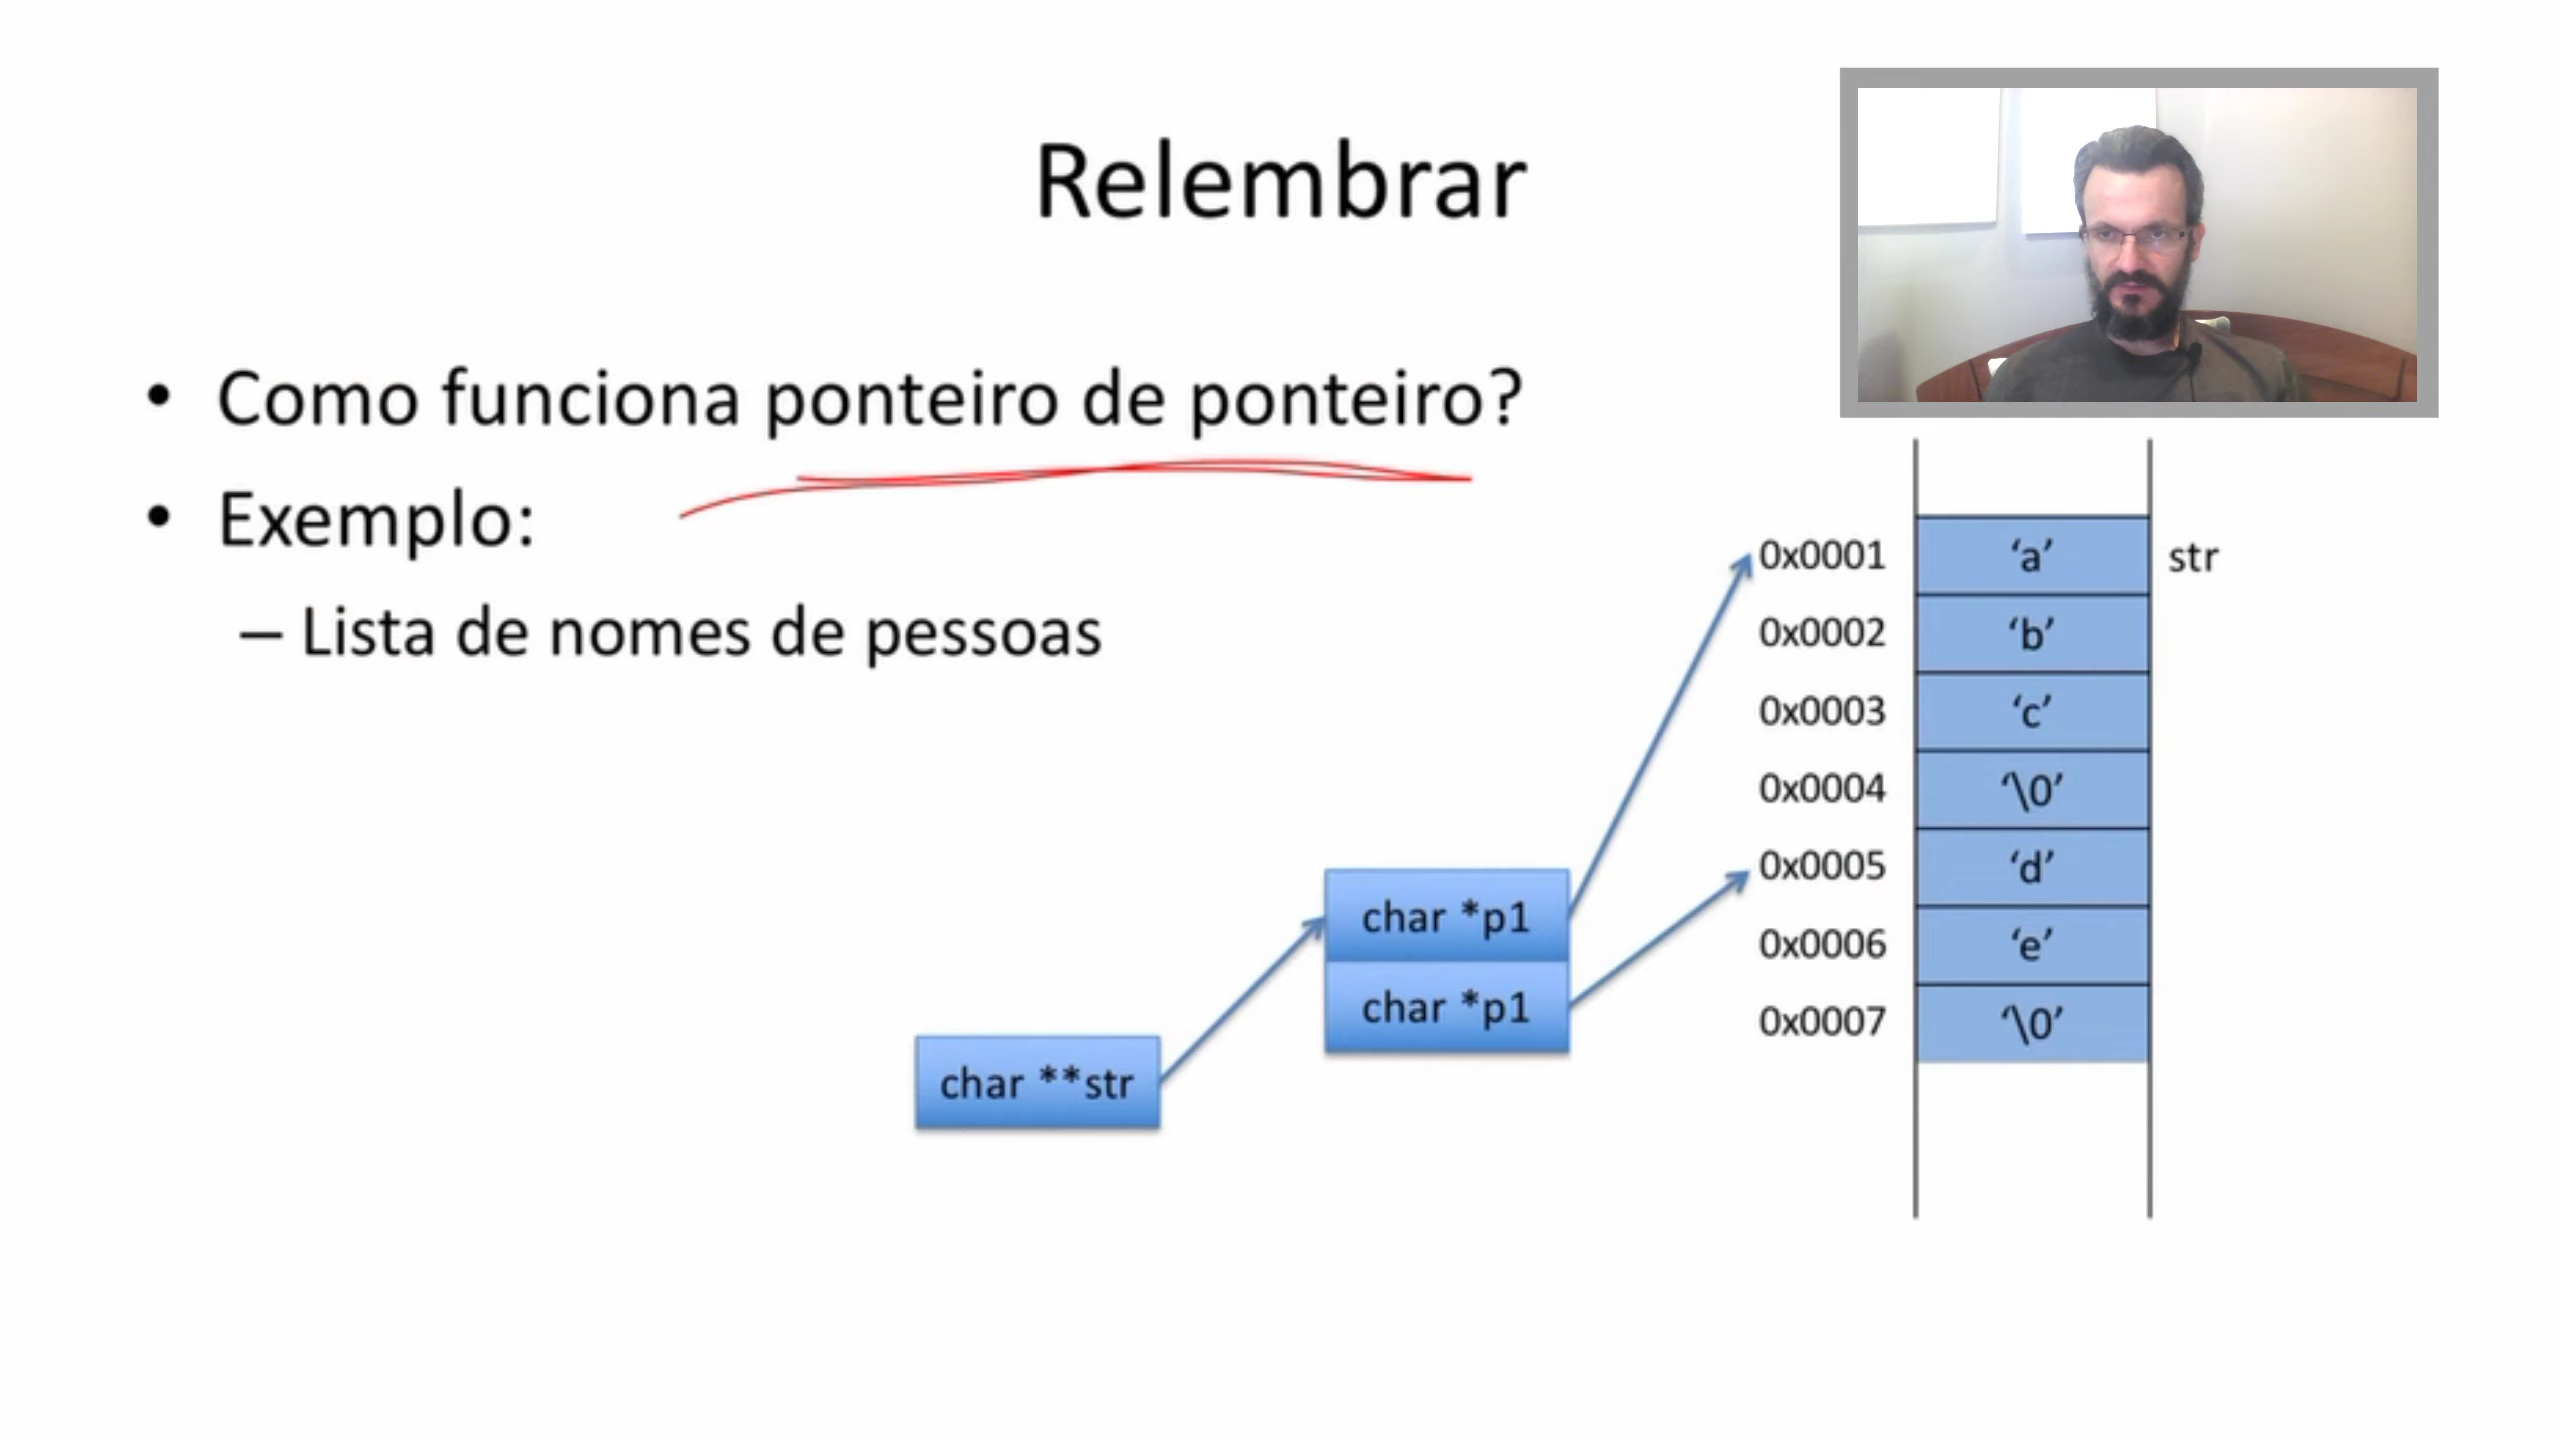 Relembrar
• Como funciona ponteiro de ponteiro?
• Exemplo:
– Lista de nomes de pessoas
char **str
char *p1
char *p1
0x0001 ‘a’ str
0x0002 ‘b’
0x0003 ‘c’
0x0004 ‘\0’
0x0005 ‘d’
0x0006 ‘e’
0x0007 ‘\0’